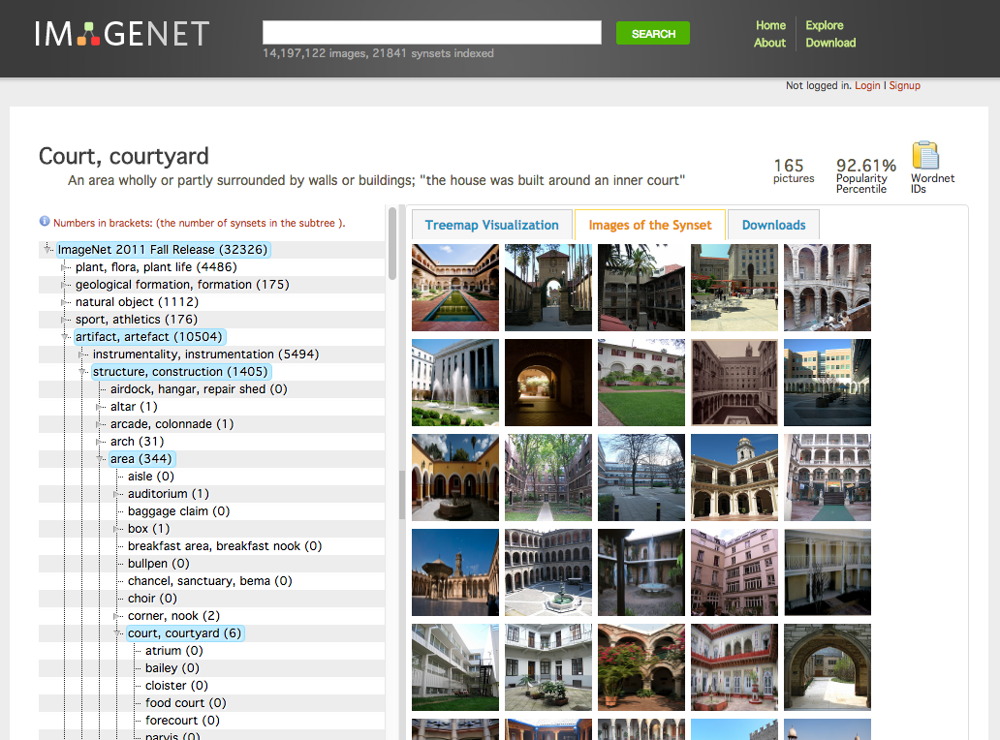 IMAGENET
SEARCH
14,197,122 images, 21841 synsets indexed
Home
Explore
About
Download
Not logged in. Login I Signup
Court, courtyard
An area wholly or partly surrounded by walls or buildings; "the house was built around an inner court"
165
pictures
92.61%
Popularity
Percentile
Wordnet
IDs
Numbers in brackets: (the number of synsets in the subtree ).
ImageNet 2011 Fall Release (32326)
plant, flora, plant life (4486)
geological formation, formation (175)
natural object (1112)
sport, athletics (176)
artifact, artefact (10504)
instrumentality, instrumentation (5494)
structure, construction (1405)
airdock, hangar, repair shed (0)
altar (1)
arcade, colonnade (1)
arch (31)
area (344)
aisle (0)
auditorium (1)
baggage claim (0)
box (1)
breakfast area, breakfast nook (0)
bullpen (0)
chancel, sanctuary, bema (0)
choir (0)
corner, nook (2)
court, courtyard (6)
atrium (0)
bailey (0)
cloister (0)
food court (0)
forecourt (0)
parvis (0)
Treemap Visualization
Images of the Synset
Downloads